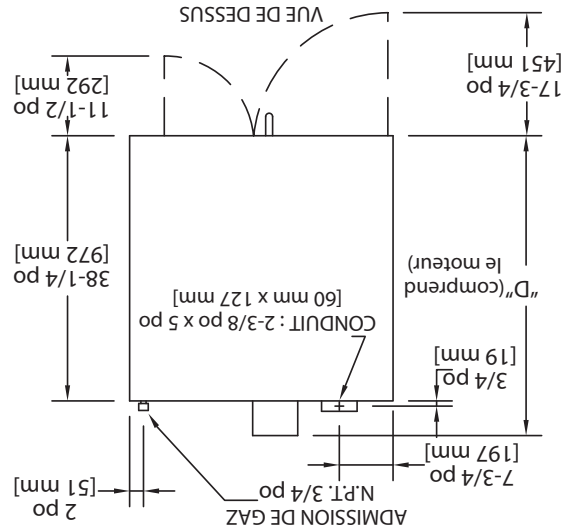 ADMISSION DE GAZ
N.P.T. 3/4 po
2 po
[51 mm]
7-3/4 po
[197 mm]
3/4 po
[19 mm]
CONDUIT : 2-3/8 po x 5 po
[60 mm x 127 mm]
38-1/4 po
[972 mm]
"D"(comprend
le moteur)
11-1/2 po
[292 mm]
17-3/4 po
[451 mm]
VUE DE DESSUS